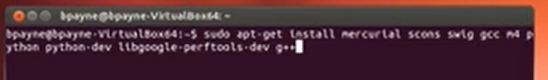 bpayne@bpayne-VirtualBox64: ~
bpayne@bpayne-VirtualBox64:~$ sudo apt-get install mercurial scons swig gcc m4 p
ython python-dev libgoogle-perftools-dev g++